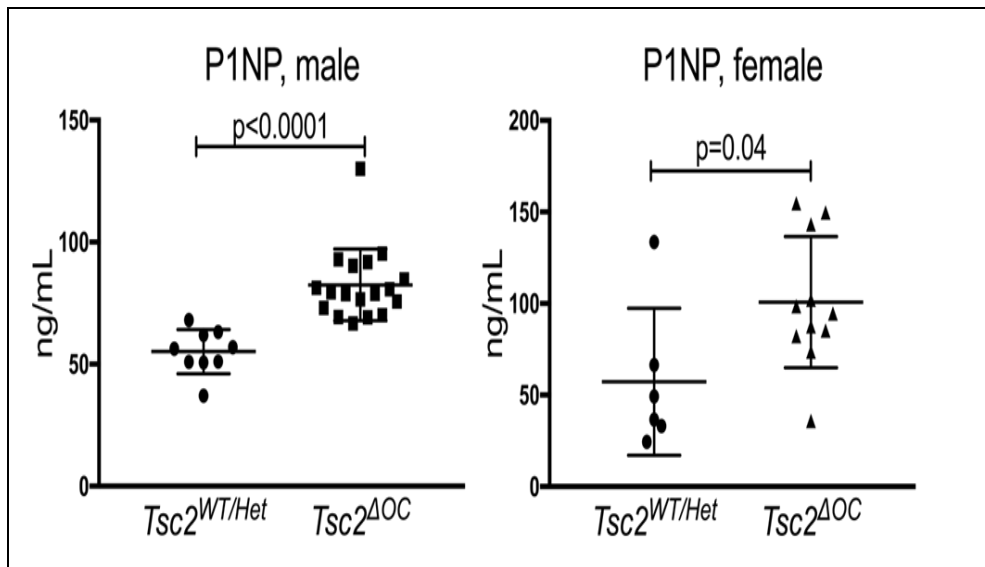 P1NP, male
p<0.0001
150
100
50
0
ng/mL
Tsc2WT/Het
Tsc2ΔOC
P1NP, female
p=0.04
200
150
100
50
0
ng/mL
Tsc2WT/Het
Tsc2ΔOC